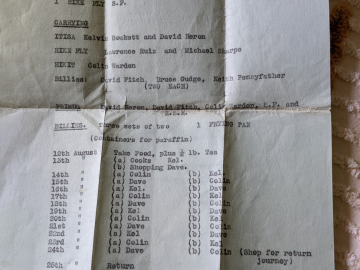 1 HIKE FLY S.F.
CARRYING
ITISA Kelvin Beckett and David Heren
HIKE FLY Lawrence Ruiz and Michael Sharpe
HIKIT Colin Warden
Billies: David Fitch, Bruce Gudge, Keith Pennyfather
(TWO EACH)
David Heren, David Fitch, Colin Warden, L.F. and
BILLIES. Three sets of two 1 FRYING PAN
(Containers for paraffin)
12th August Take Food, plus ½ lb. Tea
13th " (a) Cooks Kel.
(b) Shopping Dave.
14th " (a) Colin (b) Kel.
15th " (a) Dave (b) Colin
16th " (a) Kel. (b) Dave
17th " (a) Colin (b) Kel.
18th " (a) Dave (b) Colin
19th " (a) Kel (b) Dave
20th " (a) Colin (b) Kel.
21st " (a) Dave (b) Colin
22nd " (a) Kel (b) Dave
23rd " (a) Colin (b) Kel.
24th " (a) Dave (b) Colin (Shop for return
journey)
25th " Return